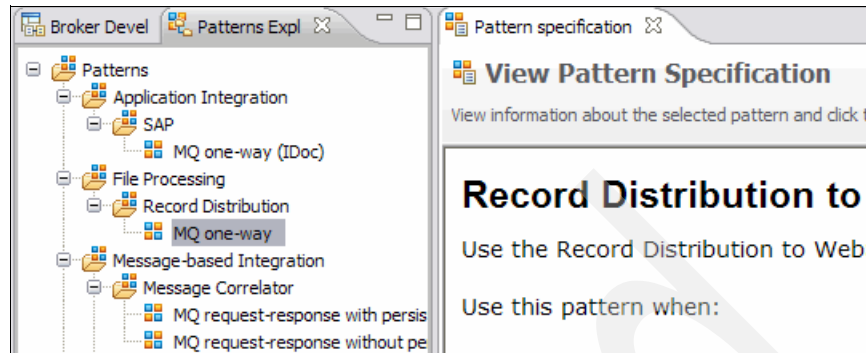 Broker Devel
Patterns Expl
Patterns
Application Integration
SAP
MQ one-way (IDoc)
File Processing
Record Distribution
MQ one-way
Message-based Integration
Message Correlator
MQ request-response with persis
MQ request-response without pe
Pattern specification
View Pattern Specification
View information about the selected pattern and click t
Record Distribution to
Use the Record Distribution to Web
Use this pattern when: